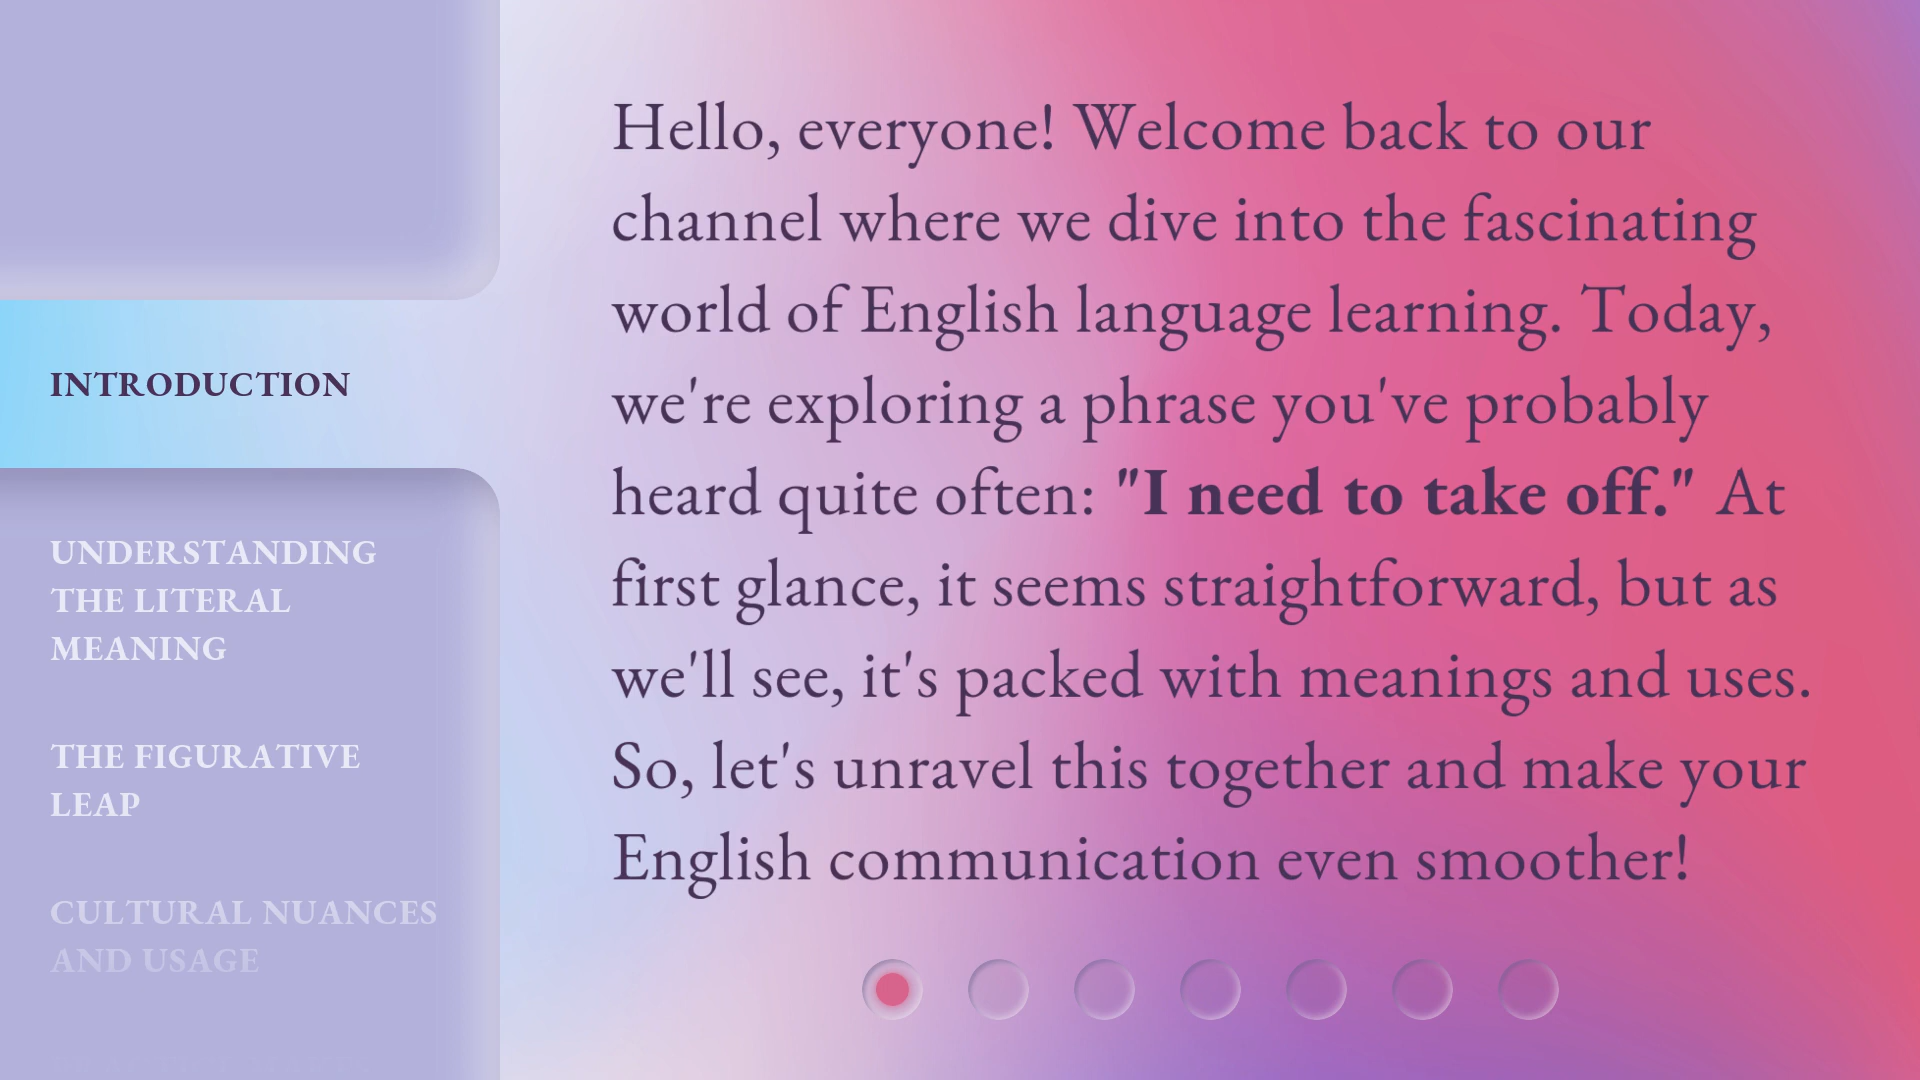 INTRODUCTION
UNDERSTANDING
THE LITERAL
MEANING
THE FIGURATIVE
LEAP
CULTURAL NUANCES
AND USAGE
Hello, everyone! Welcome back to our
channel where we dive into the fascinating
world of English language learning. Today,
we're exploring a phrase you've probably
heard quite often: "I need to take off." At
first glance, it seems straightforward, but as
we'll see, it's packed with meanings and uses.
So, let's unravel this together and make your
English communication even smoother!